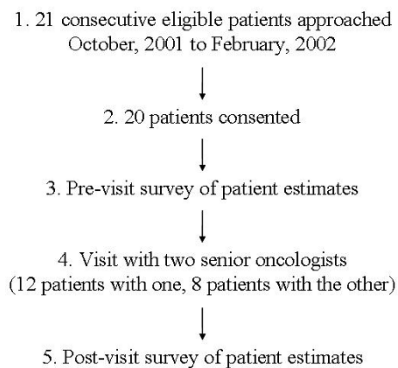 1. 21 consecutive eligible patients approached
October, 2001 to February, 2002
2. 20 patients consented
3. Pre-visit survey of patient estimates
4. Visit with two senior oncologists
(12 patients with one, 8 patients with the other)
5. Post-visit survey of patient estimates